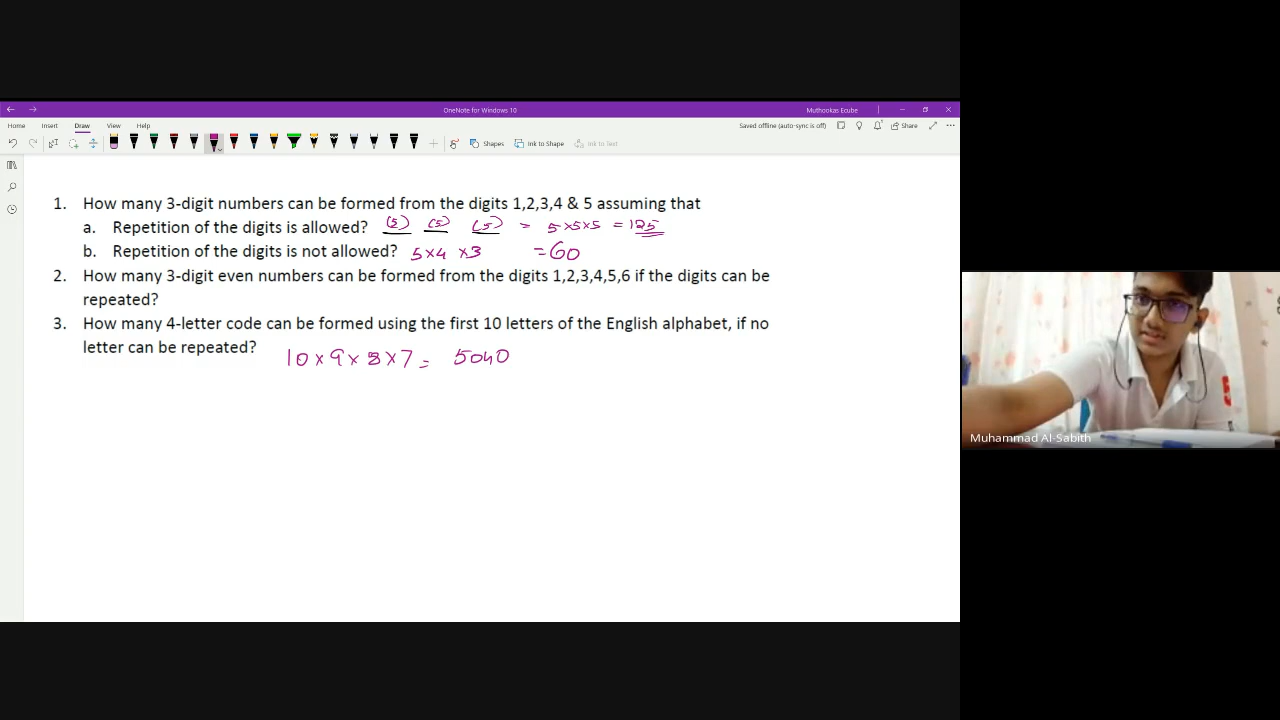 OneNote for Windows 10
Muthookas Ecube
Home Insert Draw View Help
Saved offline (auto-sync is off) Share
Shapes Ink to Shape Ink to Text
1. How many 3-digit numbers can be formed from the digits 1,2,3,4 & 5 assuming that
a. Repetition of the digits is allowed? (5) (5) (5) = 5×5×5 = 125
b. Repetition of the digits is not allowed? 5×4 ×3 =60
2. How many 3-digit even numbers can be formed from the digits 1,2,3,4,5,6 if the digits can be
repeated?
3. How many 4-letter code can be formed using the first 10 letters of the English alphabet, if no
letter can be repeated? 10×9×8×7= 5040
Muhammad Al-Sabith